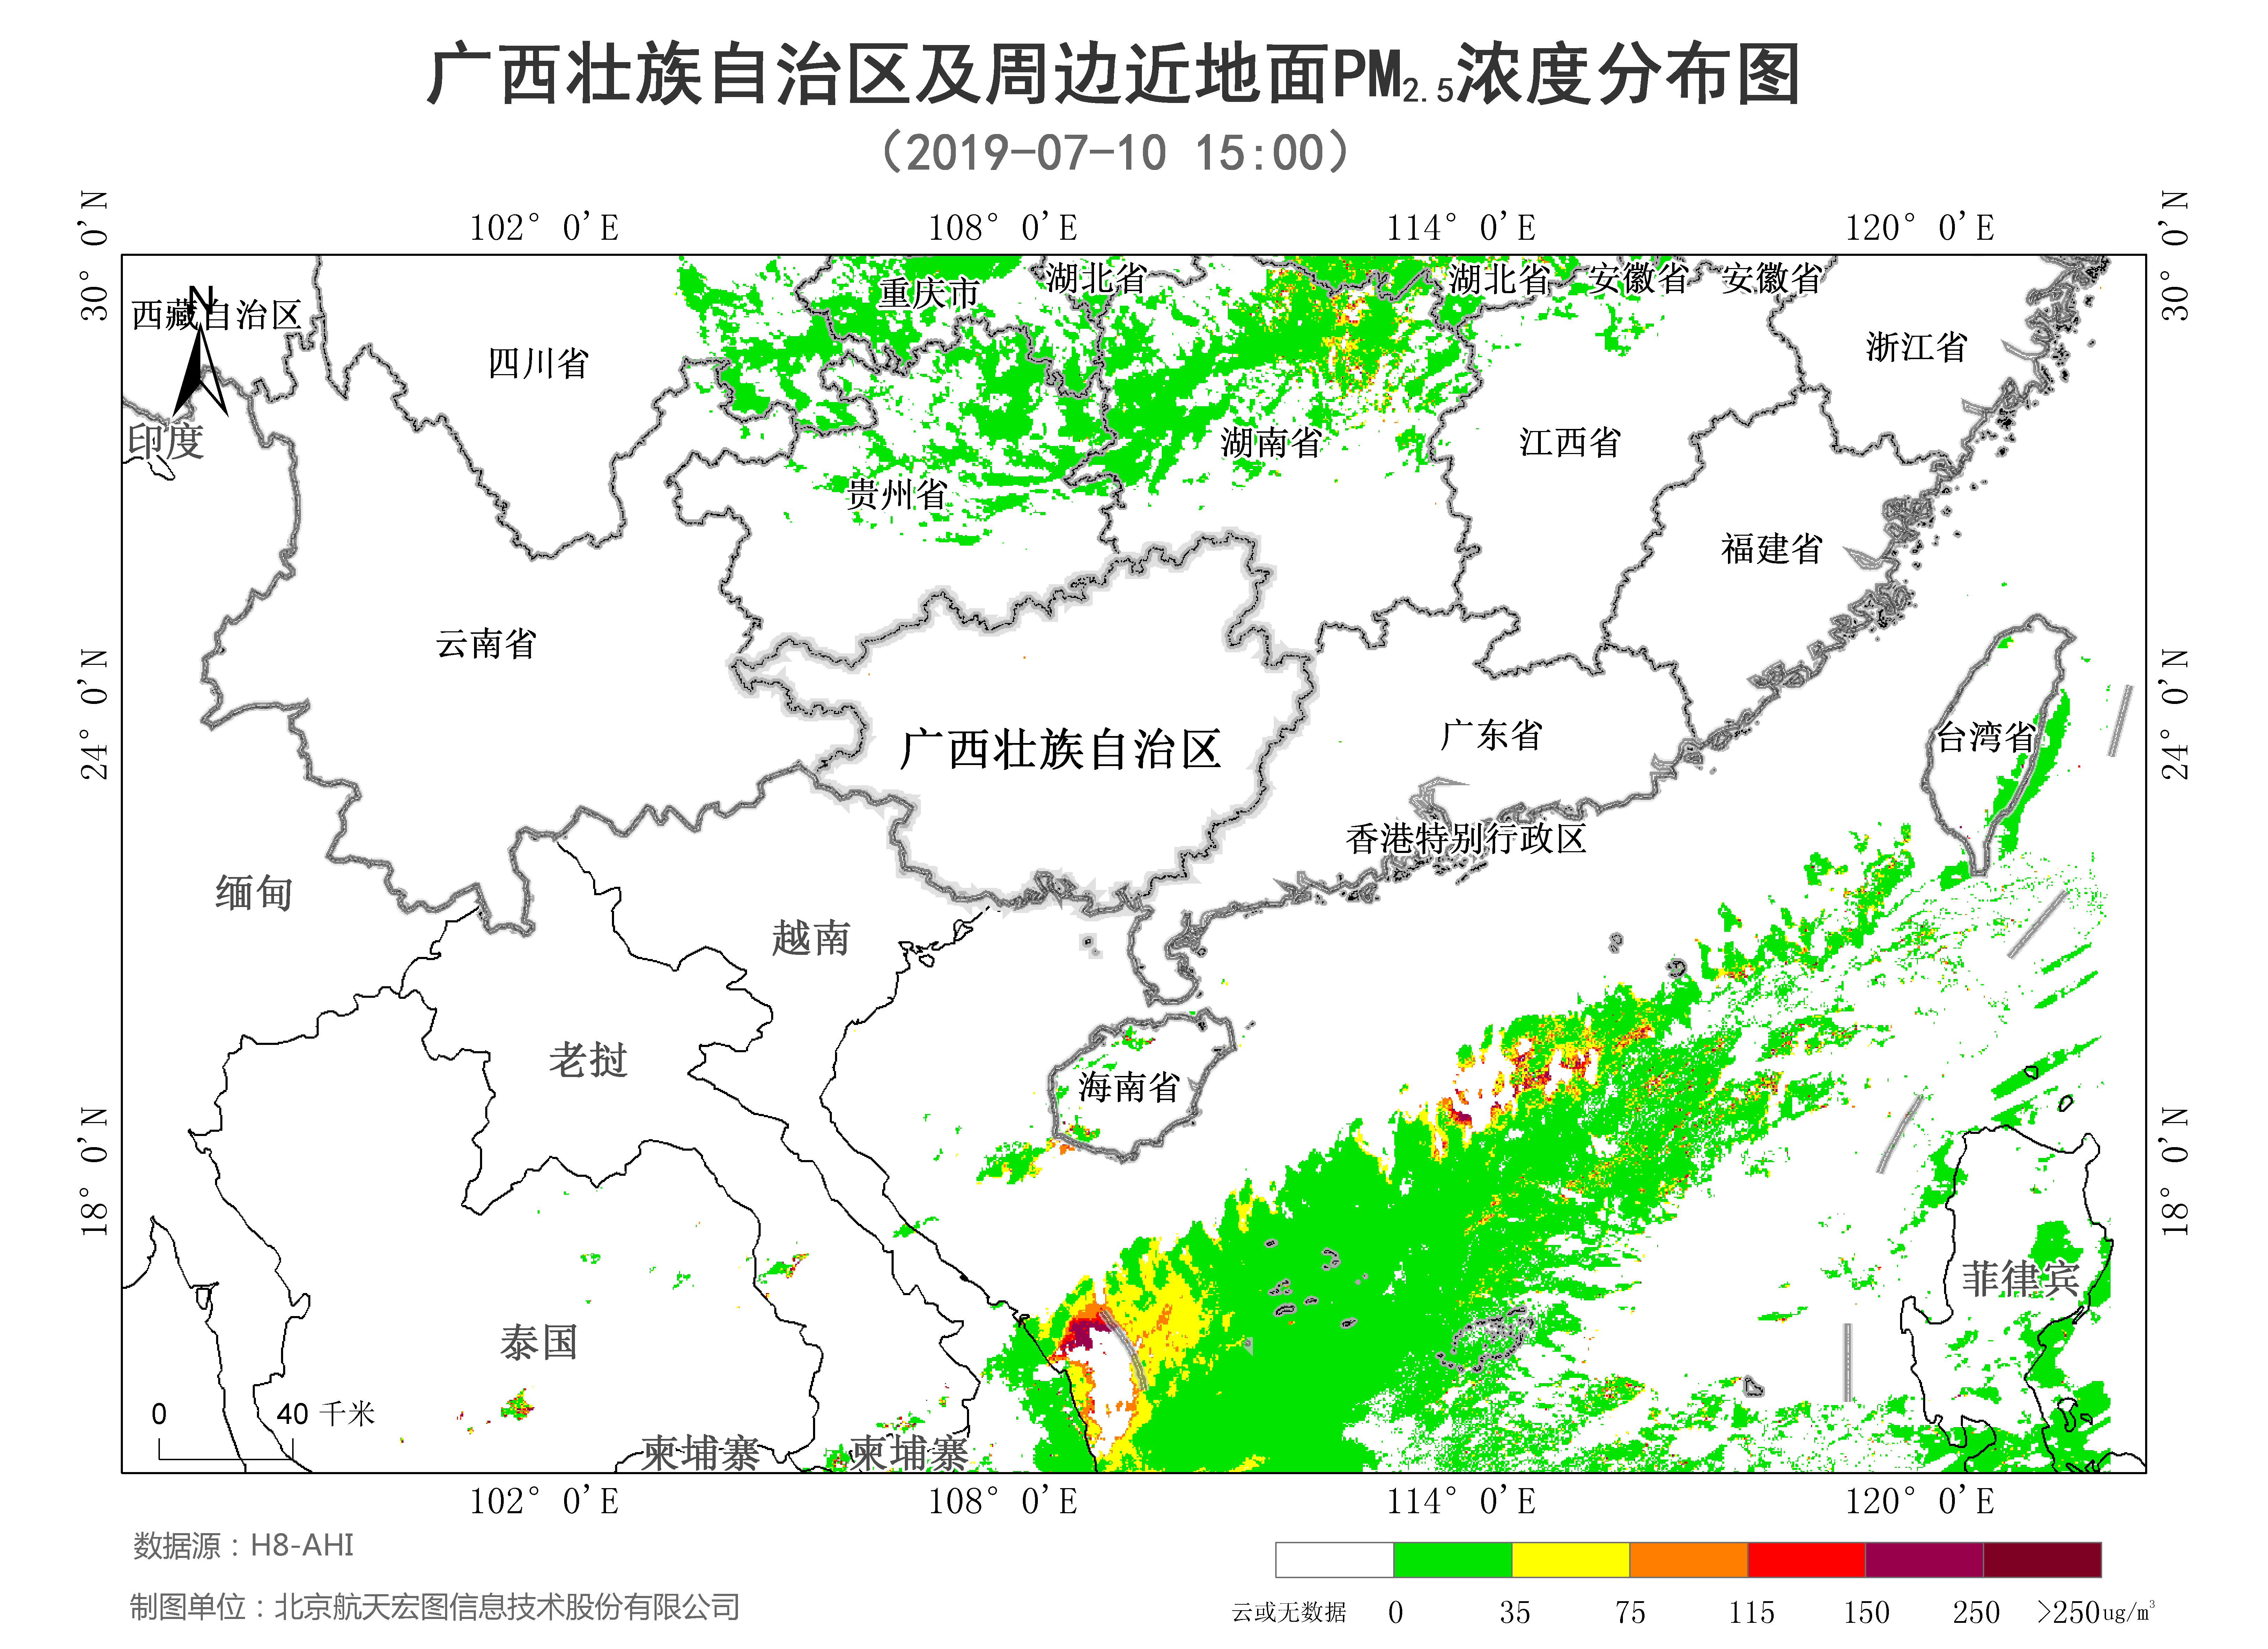 广西壮族自治区及周边近地面PM2.5浓度分布图
（2019-07-10 15:00）
102° 0'E 108° 0'E 114° 0'E 120° 0'E
30° 0'N
30° 0'N
N
西藏自治区
重庆市
湖北省
湖北省
安徽省
安徽省
四川省
浙江省
印度
湖南省
江西省
贵州省
福建省
云南省
24° 0'N
24° 0'N
广西壮族自治区
广东省
台湾省
香港特别行政区
缅甸
越南
老挝
海南省
18° 0'N
18° 0'N
菲律宾
泰国
0 40 千米
柬埔寨
柬埔寨
102° 0'E 108° 0'E 114° 0'E 120° 0'E
数据源：H8-AHI
制图单位：北京航天宏图信息技术股份有限公司
云或无数据 0 35 75 115 150 250 >250ug/m³